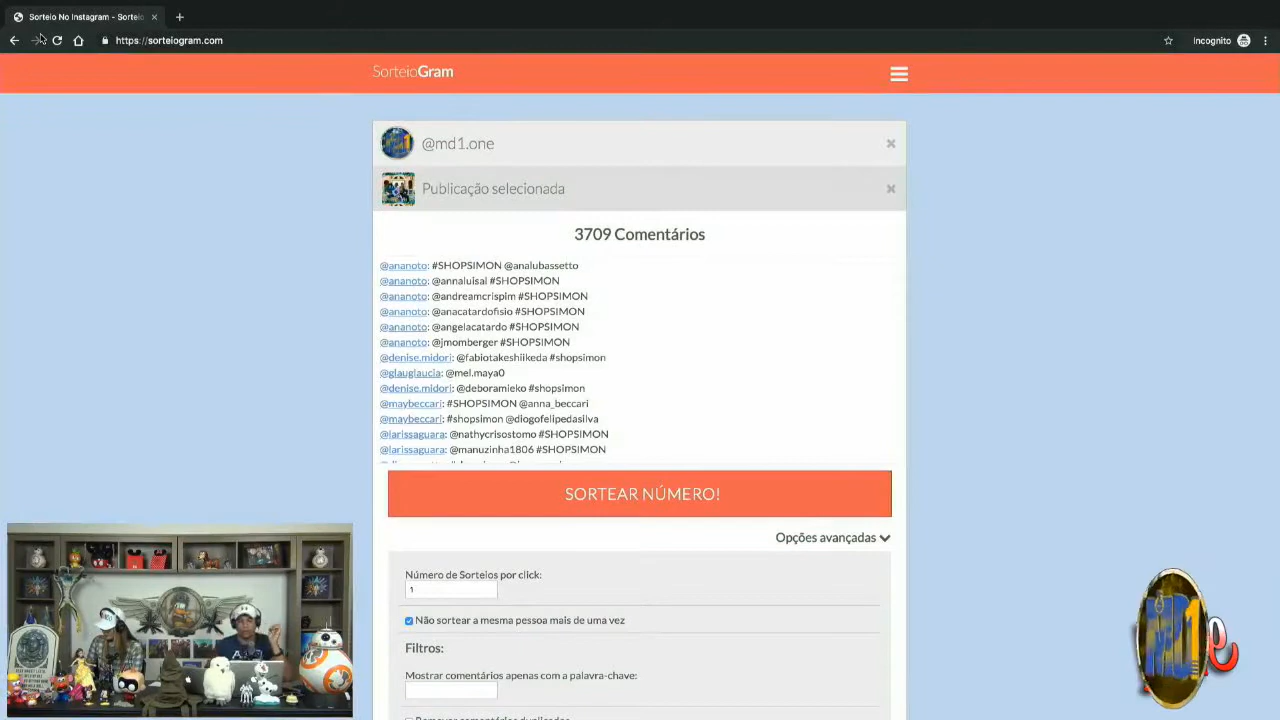 Sorteio No Instagram - Sorteio
https://sorteiogram.com
Incognito
SorteioGram
@md1.one
Publicação selecionada
3709 Comentários
@ananoto: #SHOPSIMON @analubassetto
@ananoto: @annaluisal #SHOPSIMON
@ananoto: @andreamcrispim #SHOPSIMON
@ananoto: @anacatardofisio #SHOPSIMON
@ananoto: @angelacatardo #SHOPSIMON
@ananoto: @jmomberger #SHOPSIMON
@denise.midori: @fabiotakeshiikeda #shopsimon
@glauglaucia: @mel.maya0
@denise.midori: @deboramieko #shopsimon
@maybeccari: #SHOPSIMON @anna_beccari
@maybeccari: #shopsimon @diogofelipedasilva
@larissaguara: @nathycrisostomo #SHOPSIMON
@larissaguara: @manuzinha1806 #SHOPSIMON
SORTEAR NÚMERO!
Opções avançadas
Número de Sorteios por click:
1
Não sortear a mesma pessoa mais de uma vez
Filtros:
Mostrar comentários apenas com a palavra-chave: